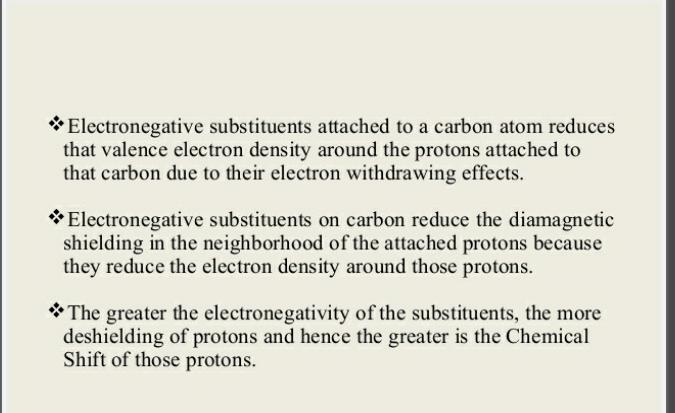 ❖Electronegative substituents attached to a carbon atom reduces
that valence electron density around the protons attached to
that carbon due to their electron withdrawing effects.
❖Electronegative substituents on carbon reduce the diamagnetic
shielding in the neighborhood of the attached protons because
they reduce the electron density around those protons.
❖The greater the electronegativity of the substituents, the more
deshielding of protons and hence the greater is the Chemical
Shift of those protons.